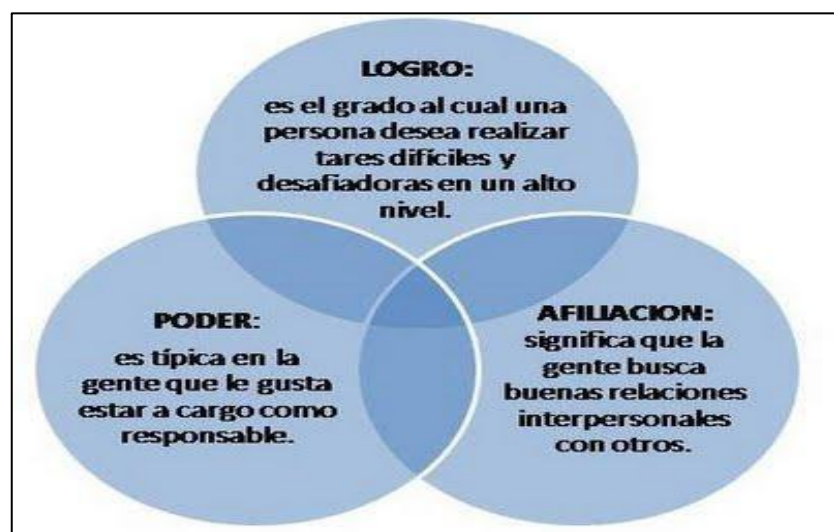 LOGRO:
es el grado al cual una
persona desea realizar
tares difíciles y
desafiadoras en un alto
nivel.
PODER:
es típica en la
gente que le gusta
estar a cargo como
responsable.
AFILIACION:
significa que la
gente busca
buenas relaciones
interpersonales
con otros.